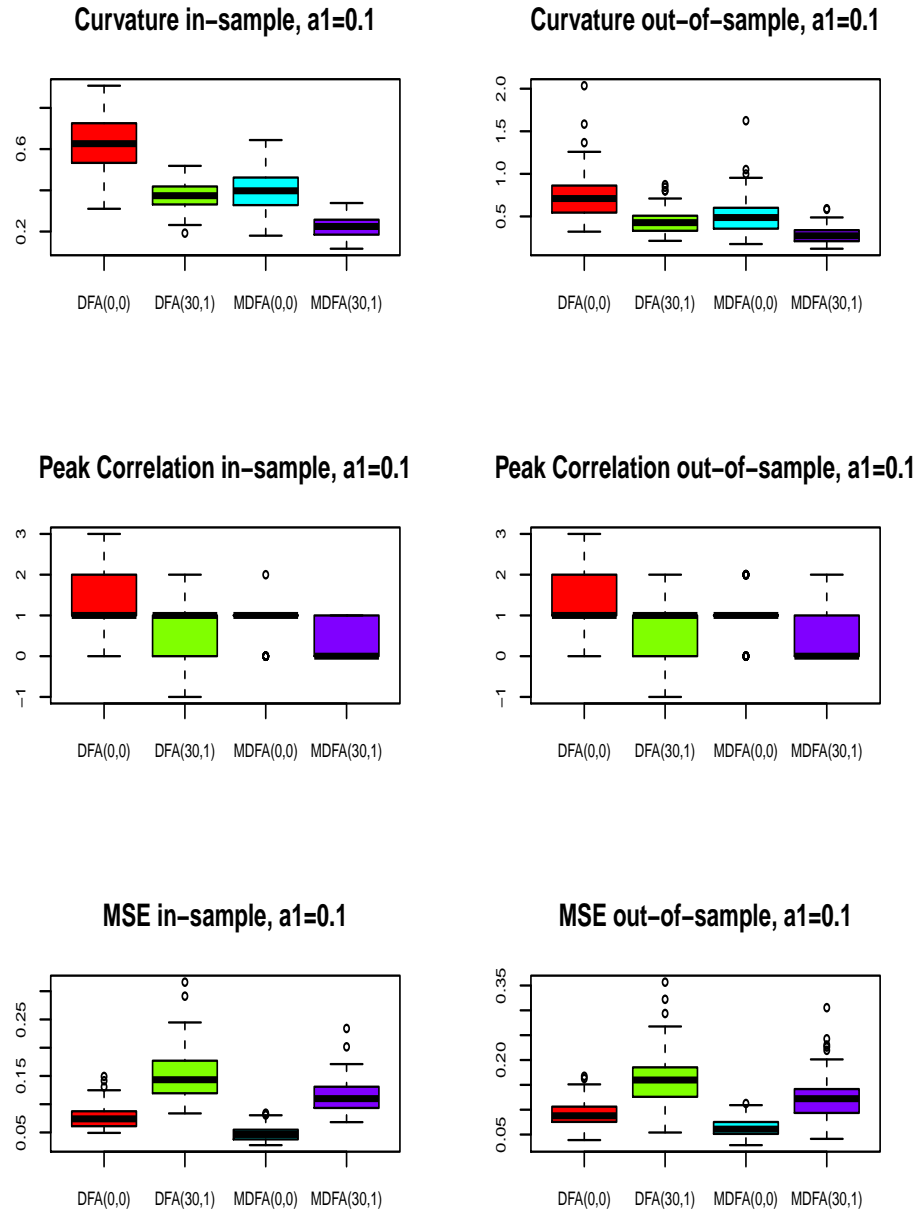 Curvature in−sample, a1=0.1
Curvature out−of−sample, a1=0.1
0.6
0.2
DFA(0,0) DFA(30,1) MDFA(0,0) MDFA(30,1)
2.0
1.5
1.0
0.5
DFA(0,0) DFA(30,1) MDFA(0,0) MDFA(30,1)
Peak Correlation in−sample, a1=0.1
Peak Correlation out−of−sample, a1=0.1
3
2
1
0
−1
DFA(0,0) DFA(30,1) MDFA(0,0) MDFA(30,1)
3
2
1
0
−1
DFA(0,0) DFA(30,1) MDFA(0,0) MDFA(30,1)
MSE in−sample, a1=0.1
MSE out−of−sample, a1=0.1
0.25
0.15
0.05
DFA(0,0) DFA(30,1) MDFA(0,0) MDFA(30,1)
0.35
0.20
0.05
DFA(0,0) DFA(30,1) MDFA(0,0) MDFA(30,1)